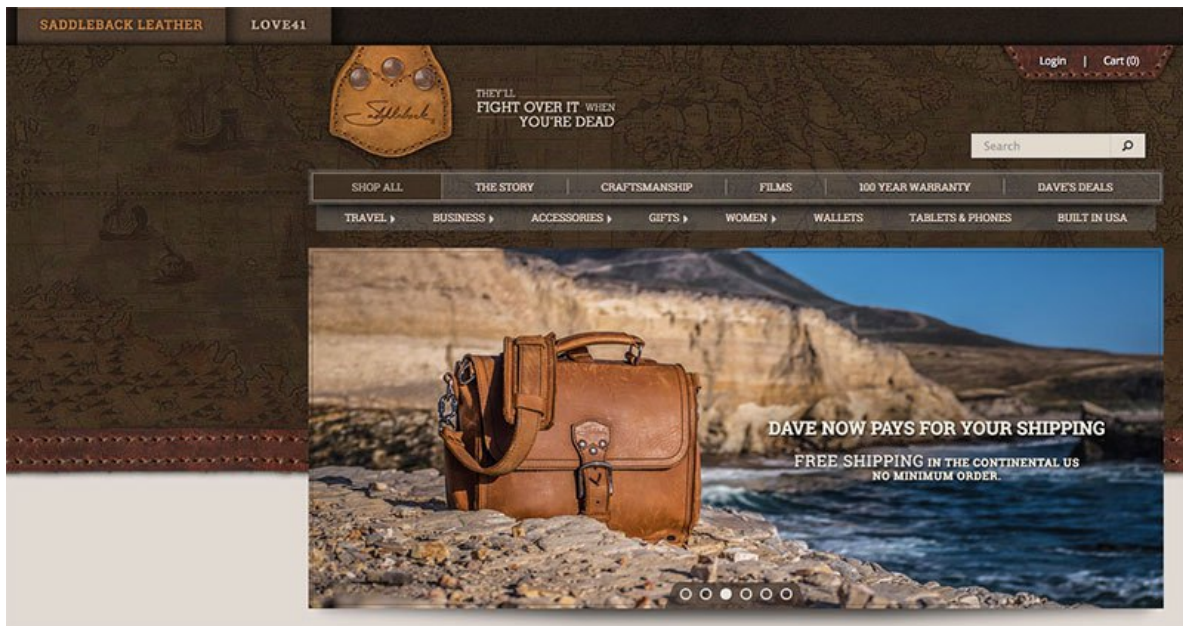 SADDLEBACK LEATHER
LOVE41
Login | Cart (0)
Saddleback
THEY'LL
FIGHT OVER IT WHEN
YOU'RE DEAD
Search
SHOP ALL
THE STORY
CRAFTSMANSHIP
FILMS
100 YEAR WARRANTY
DAVE'S DEALS
TRAVEL
BUSINESS
ACCESSORIES
GIFTS
WOMEN
WALLETS
TABLETS & PHONES
BUILT IN USA
DAVE NOW PAYS FOR YOUR SHIPPING
FREE SHIPPING IN THE CONTINENTAL US
NO MINIMUM ORDER.